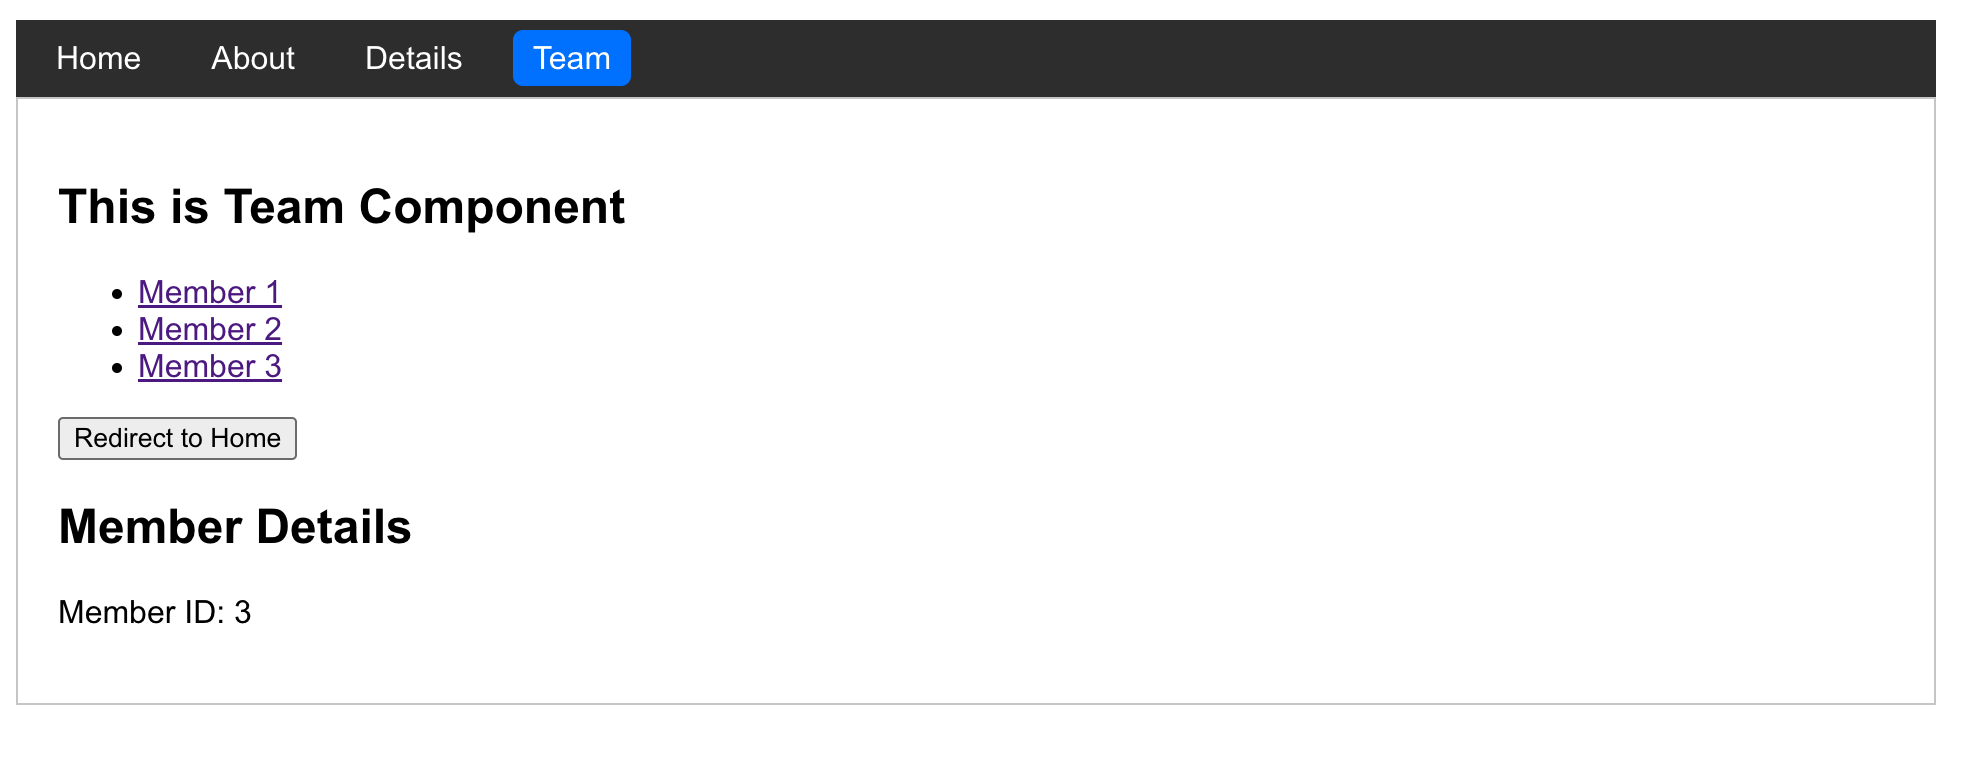 Home About Details Team
This is Team Component
Member 1
Member 2
Member 3
Redirect to Home
Member Details
Member ID: 3